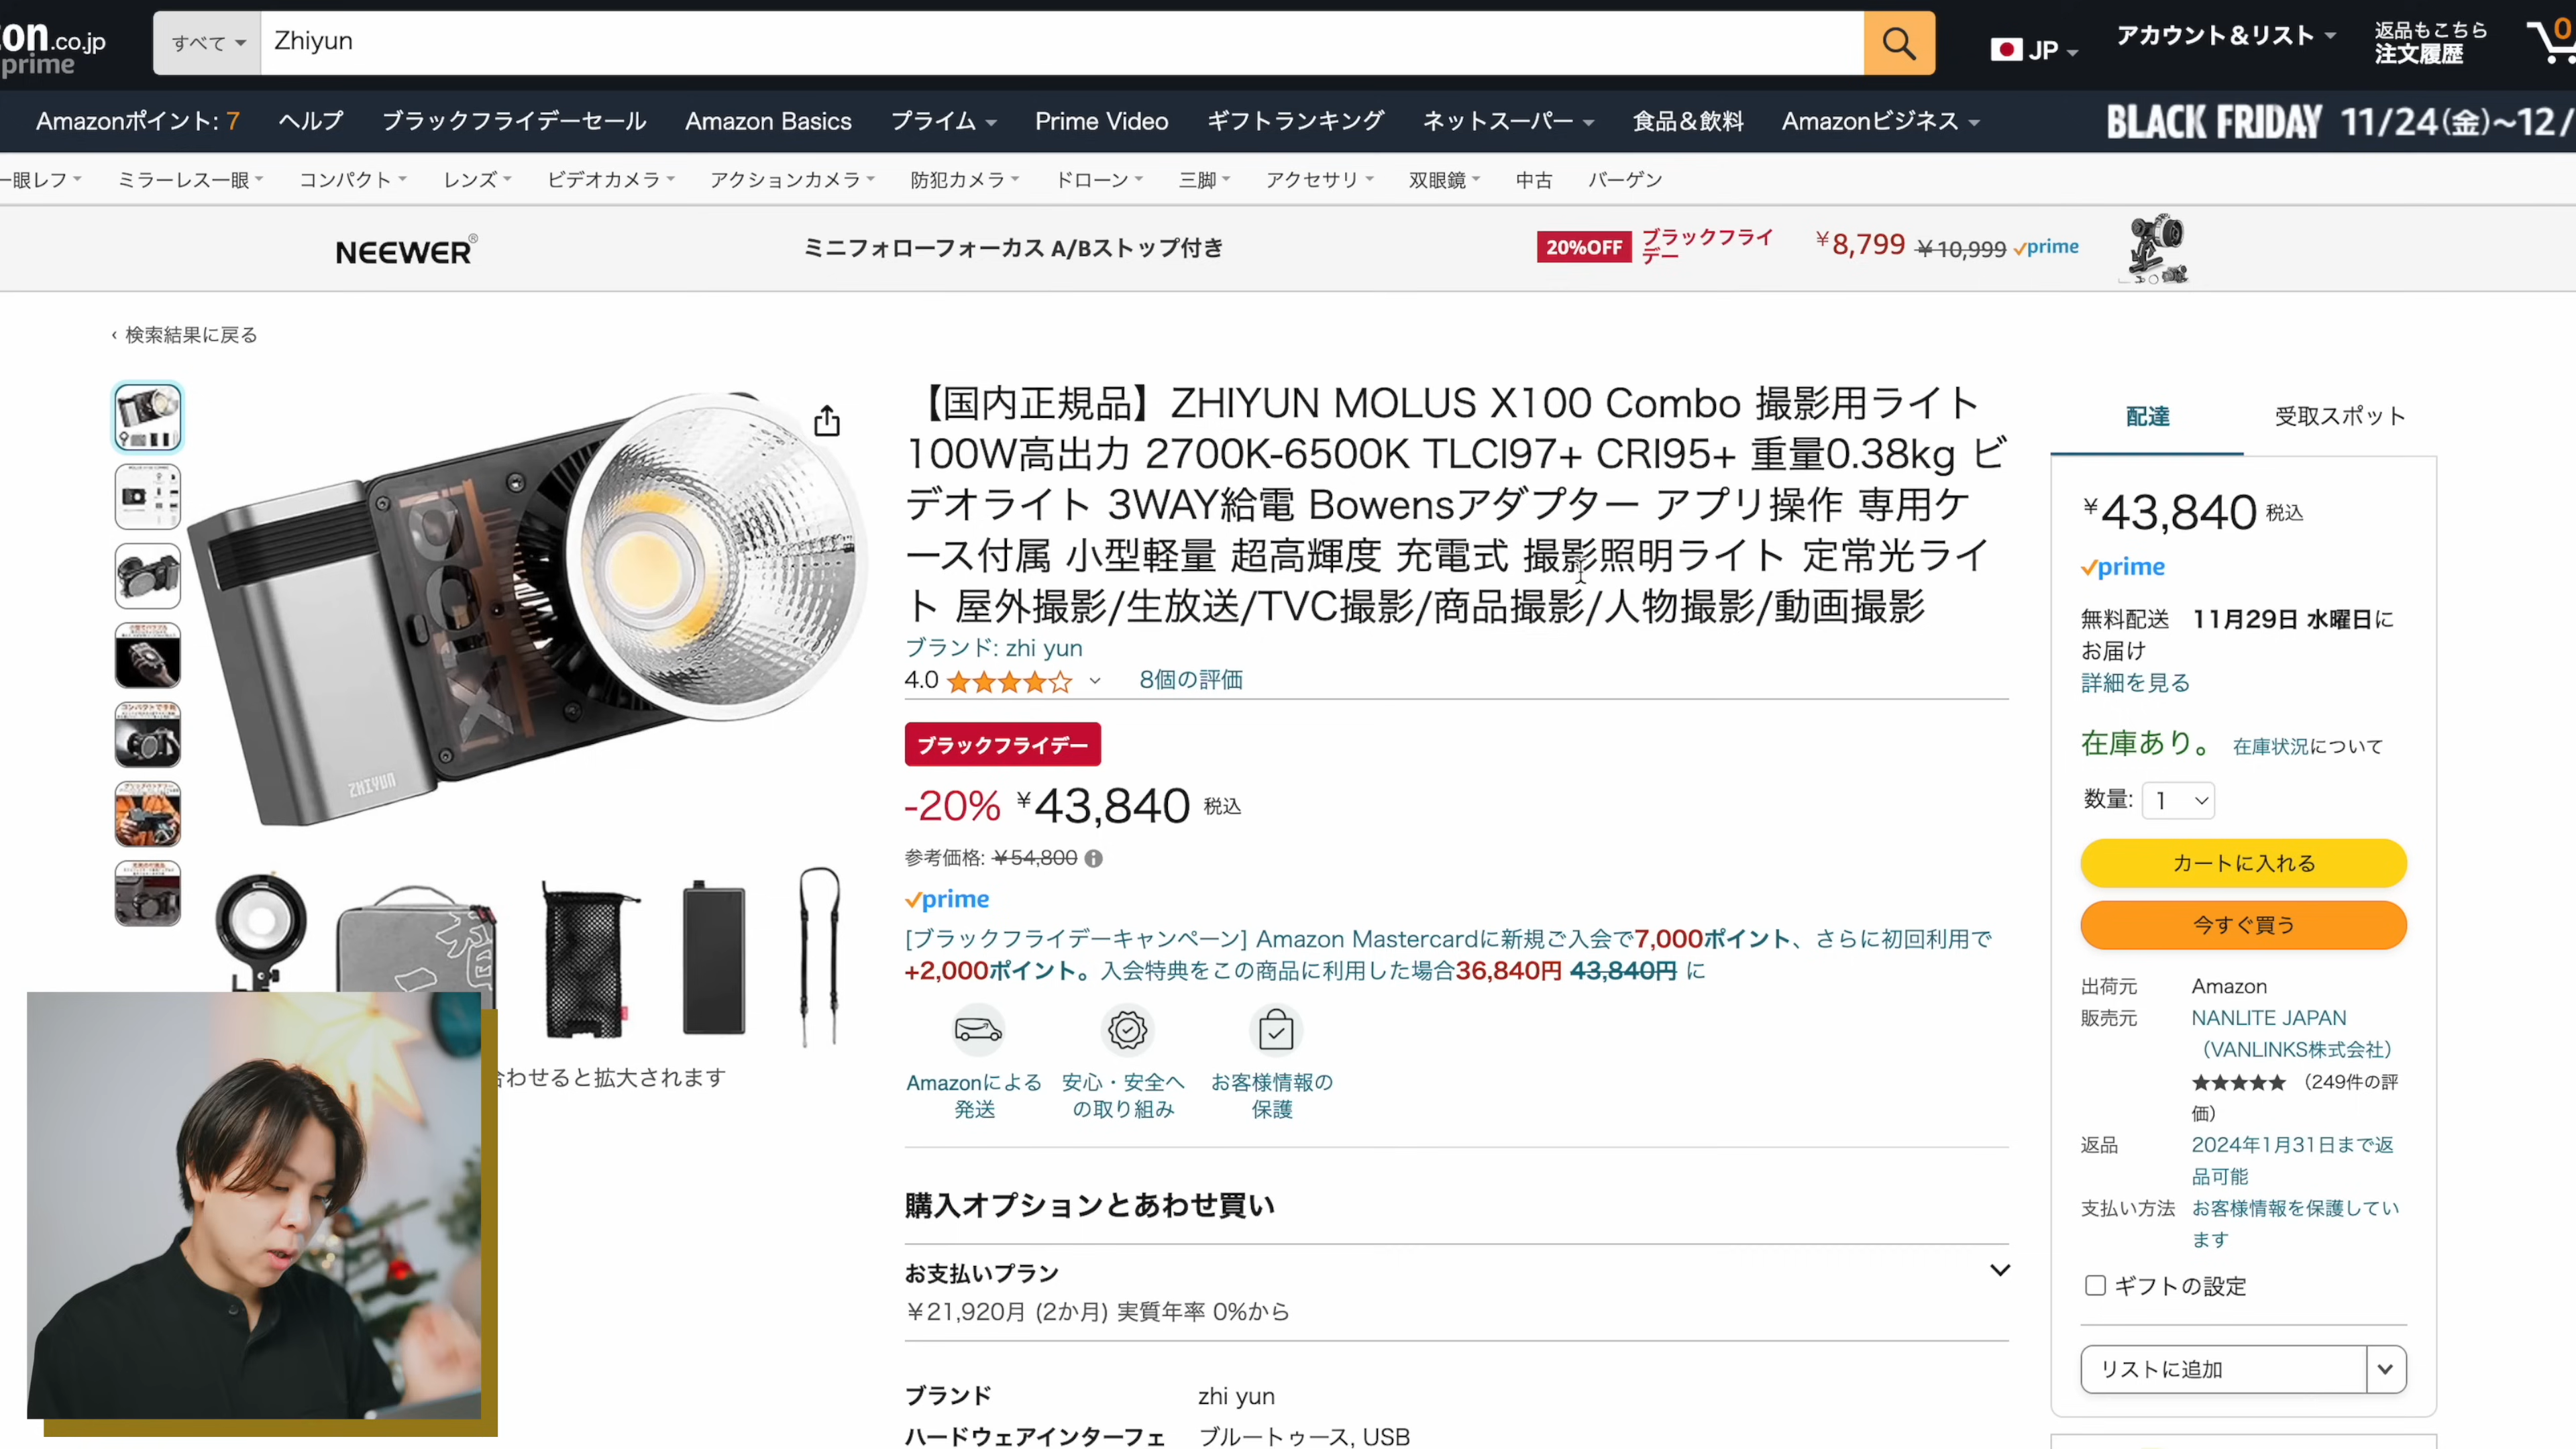 on.co.jp
prime
すべて
Zhiyun
JP
アカウント&リスト
返品もこちら
注文履歴
0
Amazonポイント: 7
ヘルプ
ブラックフライデーセール
Amazon Basics
プライム
Prime Video
ギフトランキング
ネットスーパー
食品&飲料
Amazonビジネス
BLACK FRIDAY 11/24(金)~12/
一眼レフ
ミラーレス一眼
コンパクト
レンズ
ビデオカメラ
アクションカメラ
防犯カメラ
ドローン
三脚
アクセサリ
双眼鏡
中古
バーゲン
NEEWER®
ミニフォローフォーカス A/Bストップ付き
20%OFF
ブラックフライ
デー
¥8,799 ¥10,999 prime
‹ 検索結果に戻る
【国内正規品】ZHIYUN MOLUS X100 Combo 撮影用ライト
100W高出力 2700K-6500K TLCI97+ CRI95+ 重量0.38kg ビ
デオライト 3WAY給電 Bowensアダプター アプリ操作 専用ケ
ース付属 小型軽量 超高輝度 充電式 撮影照明ライト 定常光ライ
ト 屋外撮影/生放送/TVC撮影/商品撮影/人物撮影/動画撮影
ブランド: zhi yun
4.0
8個の評価
ブラックフライデー
-20% ¥43,840 税込
参考価格: ¥54,800
prime
[ブラックフライデーキャンペーン] Amazon Mastercardに新規ご入会で7,000ポイント、さらに初回利用で
+2,000ポイント。入会特典をこの商品に利用した場合36,840円 43,840円 に
Amazonによる
発送
安心・安全へ
の取り組み
お客様情報の
保護
購入オプションとあわせ買い
お支払いプラン
¥21,920月 (2か月) 実質年率 0%から
ブランド
zhi yun
ハードウェアインターフェ
ブルートゥース, USB
ZHIYUN
合わせると拡大されます
配達
受取スポット
¥43,840 税込
prime
無料配送 11月29日 水曜日に
お届け
詳細を見る
在庫あり。 在庫状況について
数量: 1
カートに入れる
今すぐ買う
出荷元
Amazon
販売元
NANLITE JAPAN
（VANLINKS株式会社）
★★★★★ （249件の評
価）
返品
2024年1月31日まで返
品可能
支払い方法
お客様情報を保護してい
ます
ギフトの設定
リストに追加